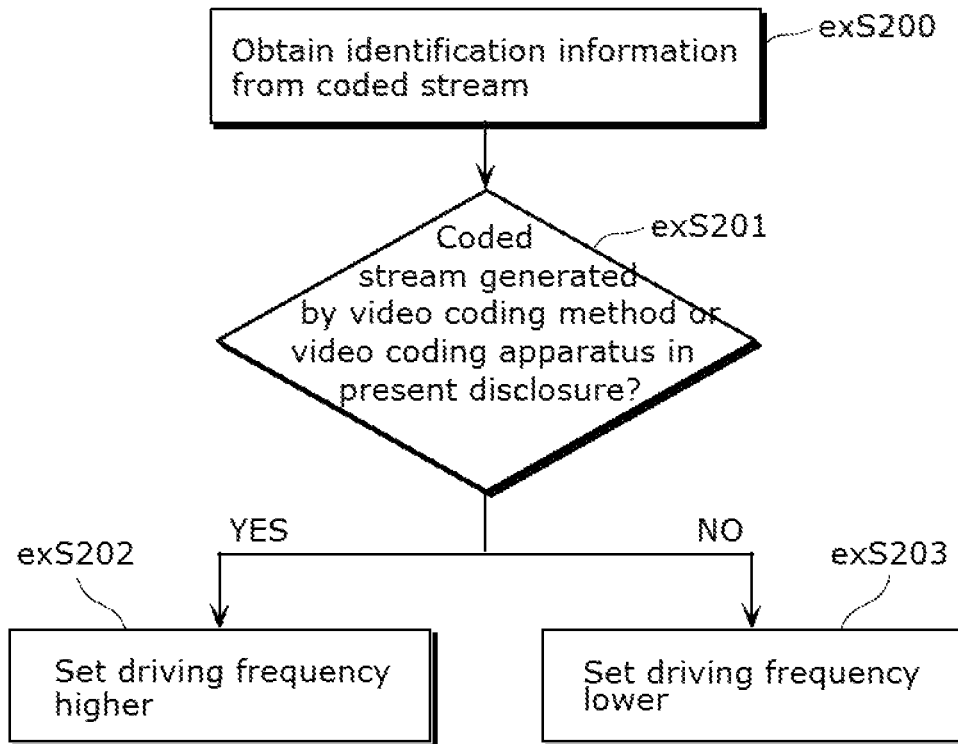 exS200
Obtain identification information
from coded stream
exS201
Coded
stream generated
by video coding method or
video coding apparatus in
present disclosure?
YES
NO
exS202
exS203
Set driving frequency
higher
Set driving frequency
lower